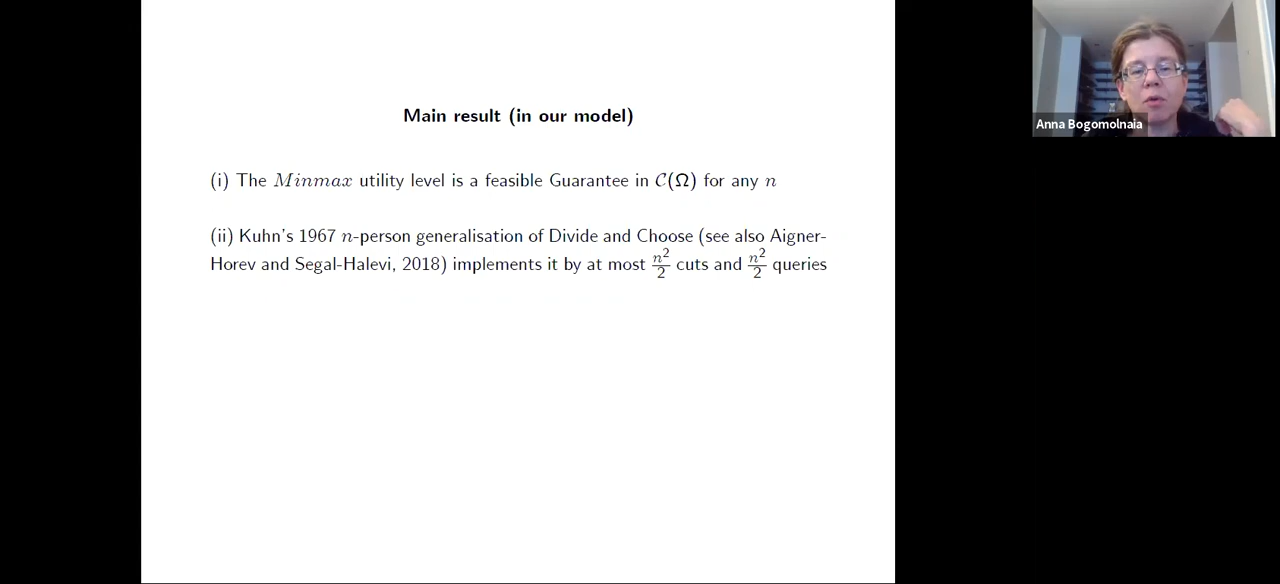 Main result (in our model)
(i) The Minmax utility level is a feasible Guarantee in 𝒞(Ω) for any n
(ii) Kuhn's 1967 n-person generalisation of Divide and Choose (see also Aigner-
Horev and Segal-Halevi, 2018) implements it by at most n²/2 cuts and n²/2 queries
Anna Bogomolnaia